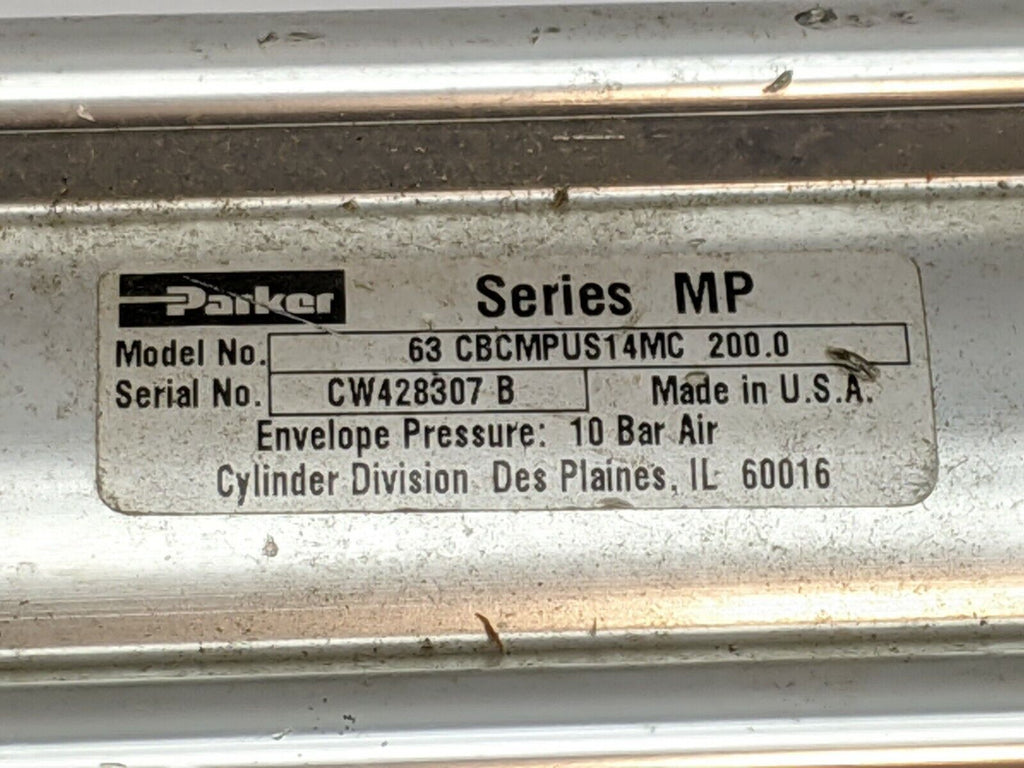 Parker Series MP
Model No. 63 CBCMPUS14MC 200.0
Serial No. CW428307 B Made in U.S.A.
Envelope Pressure: 10 Bar Air
Cylinder Division Des Plaines, IL 60016